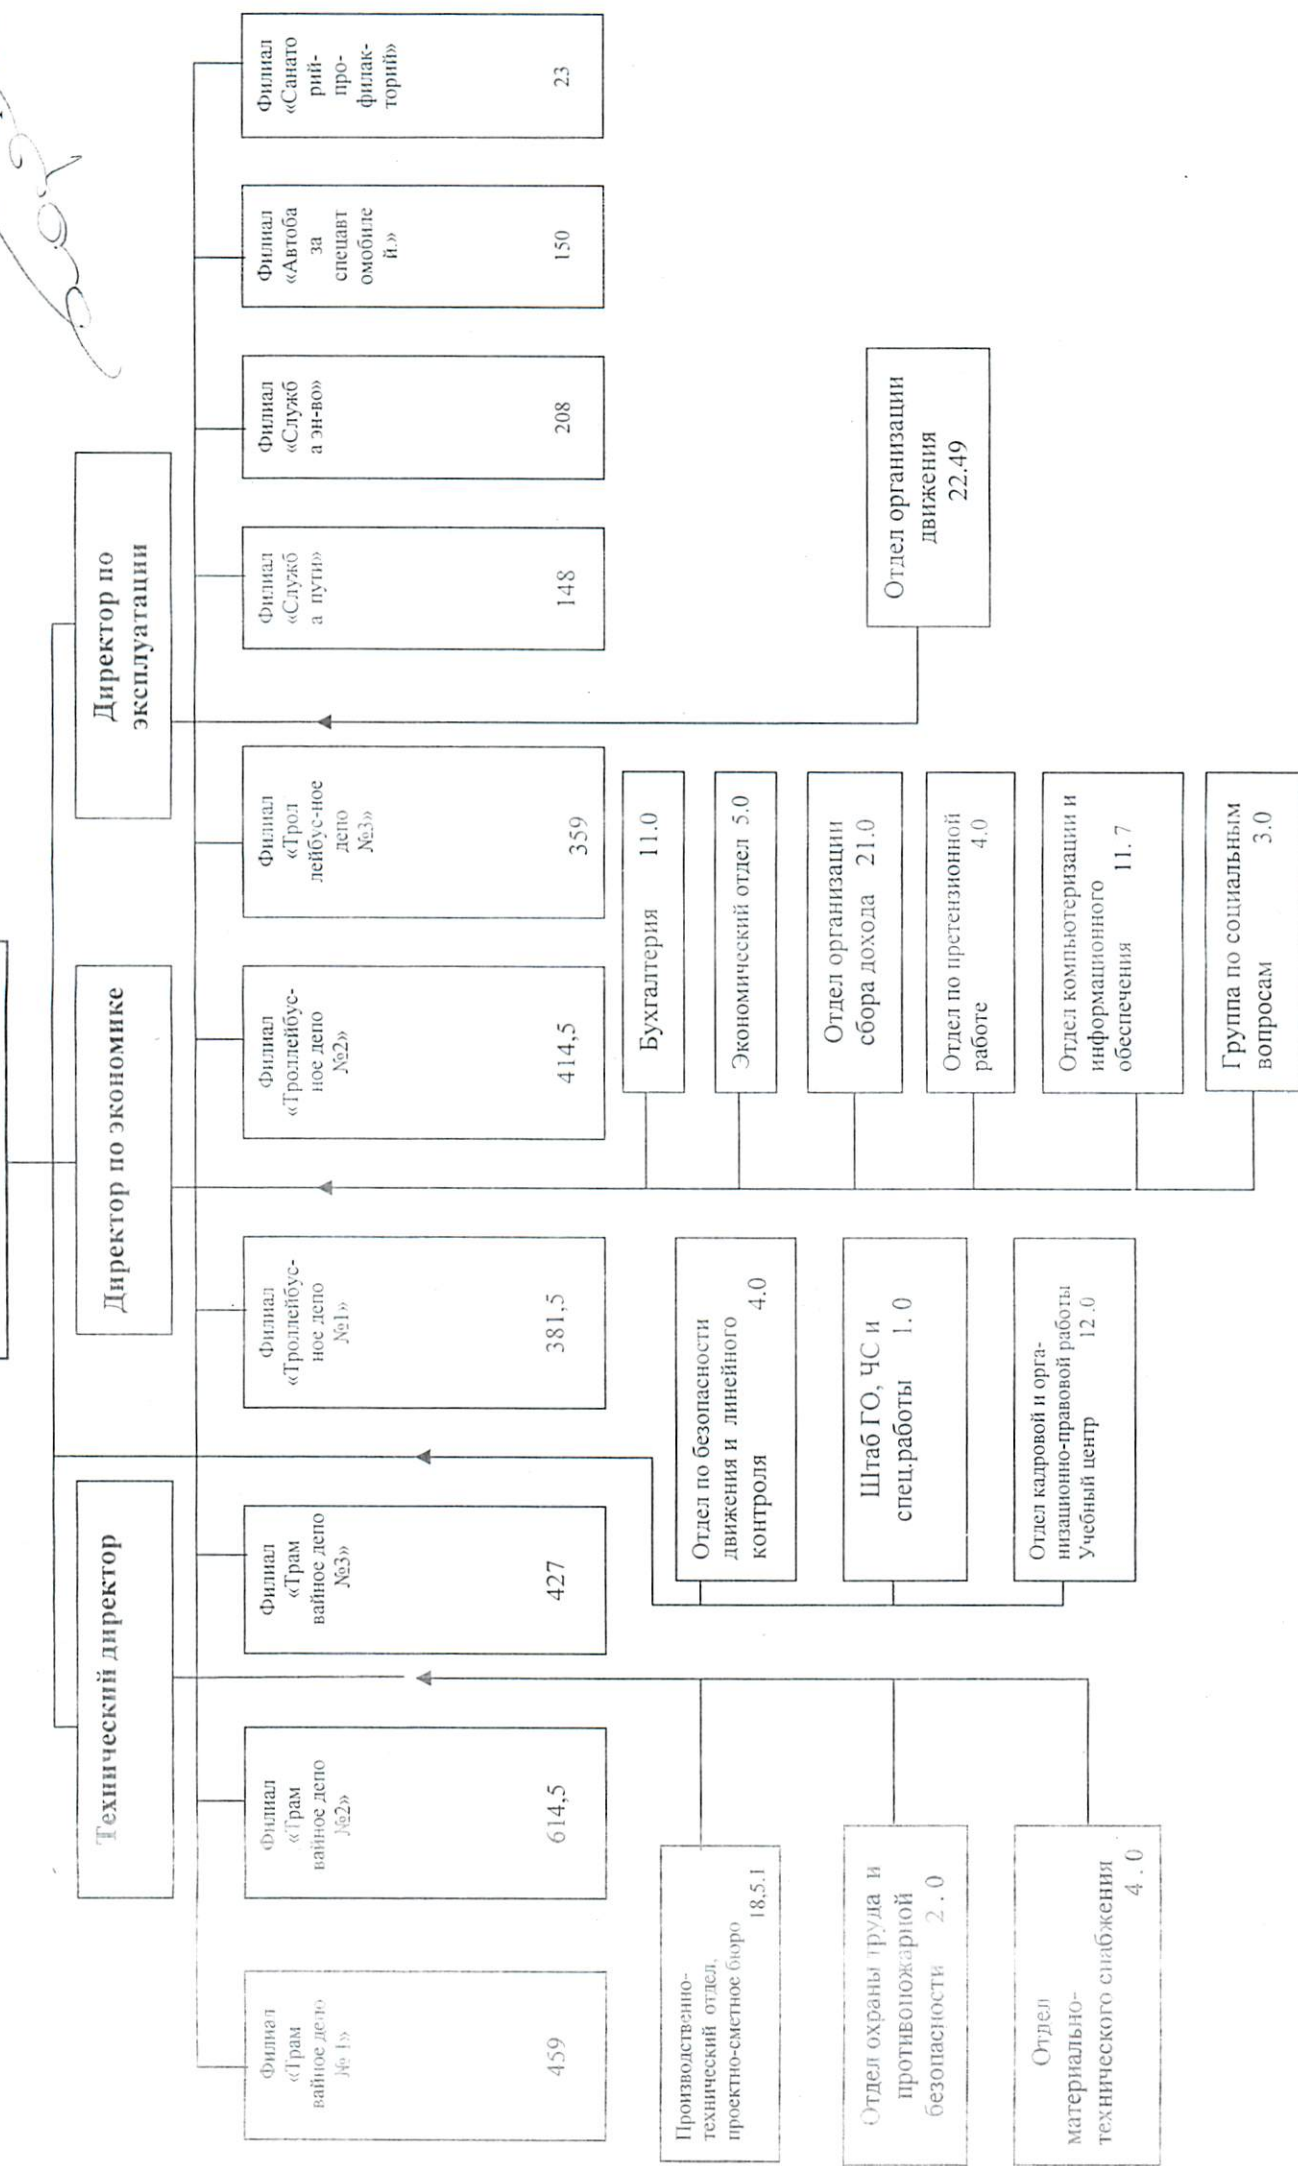 Технический директор
Директор по экономике
Директор по
эксплуатации
Филиал
«Трам
вайное депо
№ 1»
459
Филиал
«Трам
вайное депо
№2»
614,5
Филиал
«Трам
вайное депо
№3»
427
Филиал
«Троллейбус-
ное депо
№1»
381,5
Филиал
«Троллейбус-
ное депо
№2»
414,5
Филиал
«Трол
лейбус-ное
депо
№3»
359
Филиал
«Служб
а пути»
148
Филиал
«Служб
а эн-во»
208
Филиал
«Автоба
за
спецавт
омобиле
й.»
150
Филиал
«Санато
рий-
про-
филак-
торий»
23
Производственно-
технический отдел,
проектно-сметное бюро
18.5.1
Отдел охраны труда и
противопожарной
безопасности 2 . 0
Отдел
материально-
технического снабжения
4 . 0
Отдел по безопасности
движения и линейного
контроля 4.0
Штаб ГО, ЧС и
спец.работы 1. 0
Отдел кадровой и орга-
низационно-правовой работы
Учебный центр 12.0
Бухгалтерия 11.0
Экономический отдел 5.0
Отдел организации
сбора дохода 21.0
Отдел по претензионной
работе 4.0
Отдел компьютеризации и
информационного
обеспечения 11. 7
Группа по социальным
вопросам 3.0
Отдел организации
движения
22.49